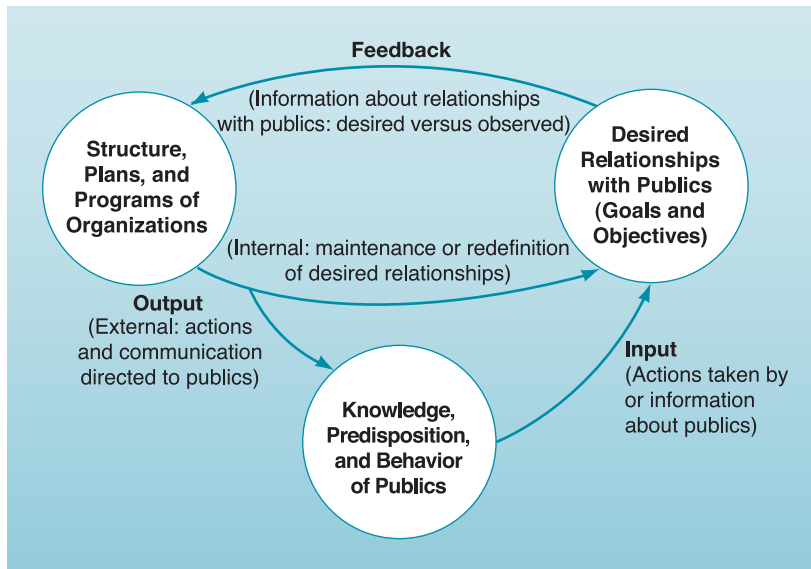 Feedback
(Information about relationships
with publics: desired versus observed)
Structure,
Plans, and
Programs of
Organizations
Desired
Relationships
with Publics
(Goals and
Objectives)
(Internal: maintenance or redefinition
of desired relationships)
Output
(External: actions
and communication
directed to publics)
Knowledge,
Predisposition,
and Behavior
of Publics
Input
(Actions taken by
or information
about publics)